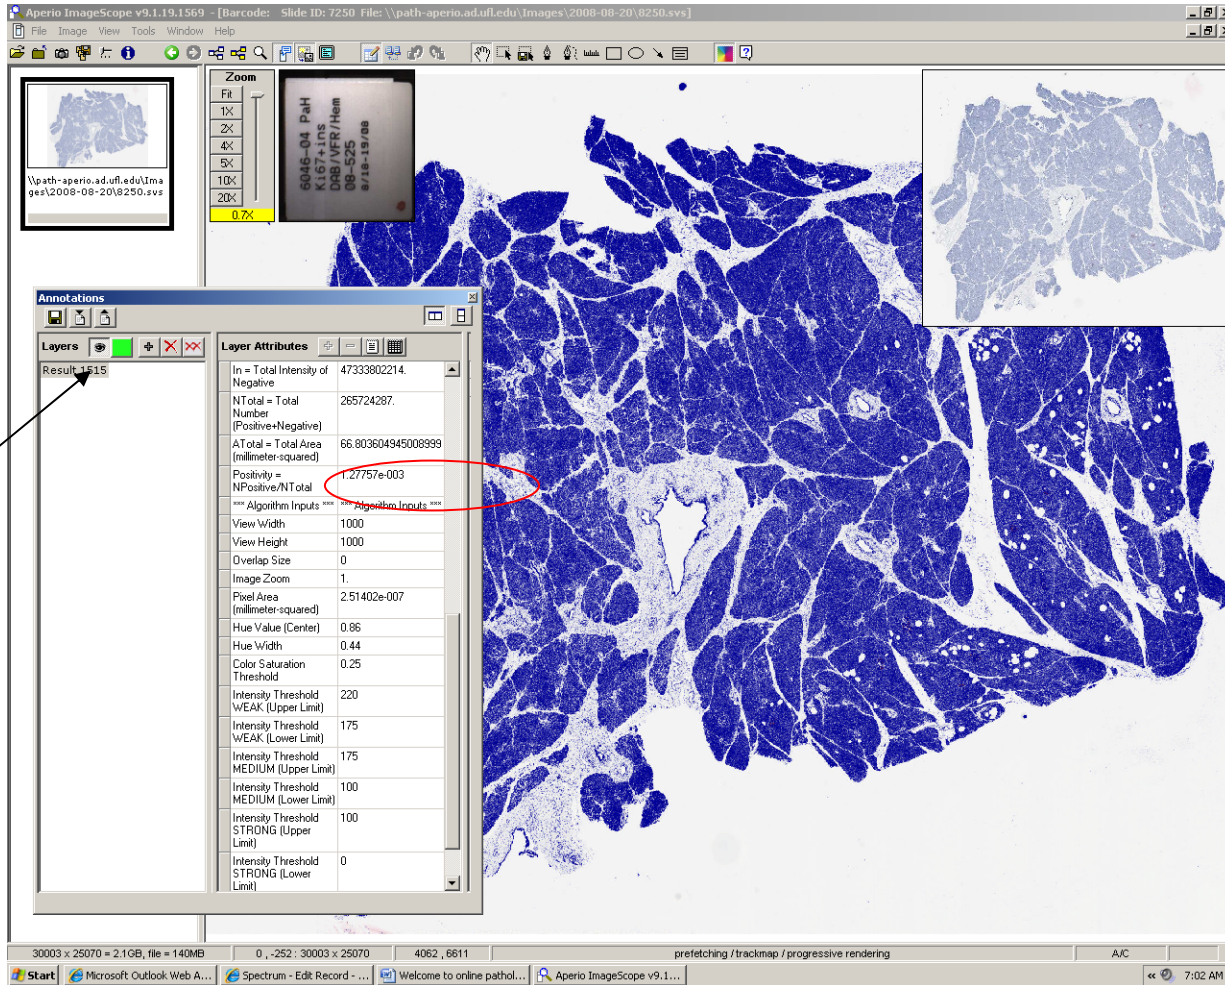 Aperio ImageScope v9.1.19.1569 - [Barcode: Slide ID: 7250 File: \\path-aperio.ad.ufl.edu\Images\2008-08-20\8250.svs]
File Image View Tools Window Help
\\path-aperio.ad.ufl.edu\Ima
ges\2008-08-20\8250.svs
Zoom
Fit
1X
2X
4X
5X
10X
20X
0.7X
6046-04 PaH
Ki67+ins
DAB/VFR/Hem
08-525
8/18-19/08
Annotations
Layers
Result 1515
Layer Attributes
In = Total Intensity of 47333802214.
Negative
NTotal = Total 265724287.
Number
(Positive+Negative)
ATotal = Total Area 66.803604945008999
(millimeter-squared)
Positivity = 1.27757e-003
NPositive/NTotal
*** Algorithm Inputs *** *** Algorithm Inputs ***
View Width 1000
View Height 1000
Overlap Size 0
Image Zoom 1.
Pixel Area 2.51402e-007
(millimeter-squared)
Hue Value (Center) 0.86
Hue Width 0.44
Color Saturation 0.25
Threshold
Intensity Threshold 220
WEAK (Upper Limit)
Intensity Threshold 175
WEAK (Lower Limit)
Intensity Threshold 175
MEDIUM (Upper Limit)
Intensity Threshold 100
MEDIUM (Lower Limit)
Intensity Threshold 100
STRONG (Upper
Limit)
Intensity Threshold 0
STRONG (Lower
Limit)
30003 x 25070 = 2.1GB, file = 140MB 0 , -252 : 30003 x 25070 4062 , 6611 prefetching / trackmap / progressive rendering A/C
Start Microsoft Outlook Web A... Spectrum - Edit Record - ... Welcome to online pathol... Aperio ImageScope v9.1... « 7:02 AM